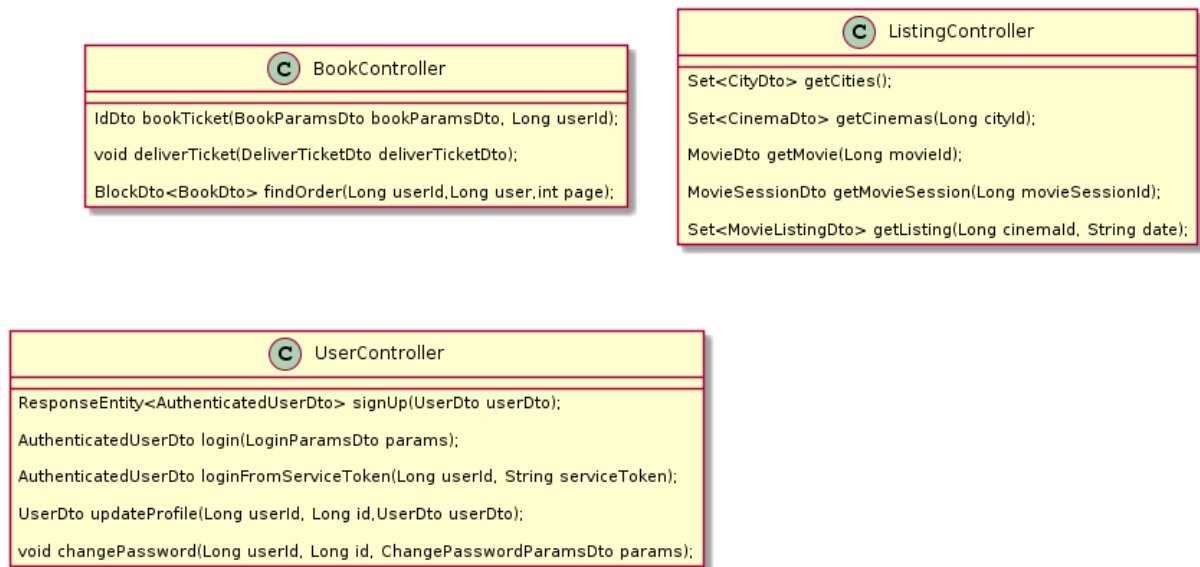 C BookController
IdDto bookTicket(BookParamsDto bookParamsDto, Long userId);
void deliverTicket(DeliverTicketDto deliverTicketDto);
BlockDto<BookDto> findOrder(Long userId,Long user,int page);
C ListingController
Set<CityDto> getCities();
Set<CinemaDto> getCinemas(Long cityId);
MovieDto getMovie(Long movieId);
MovieSessionDto getMovieSession(Long movieSessionId);
Set<MovieListingDto> getListing(Long cinemaId, String date);
C UserController
ResponseEntity<AuthenticatedUserDto> signUp(UserDto userDto);
AuthenticatedUserDto login(LoginParamsDto params);
AuthenticatedUserDto loginFromServiceToken(Long userId, String serviceToken);
UserDto updateProfile(Long userId, Long id,UserDto userDto);
void changePassword(Long userId, Long id, ChangePasswordParamsDto params);